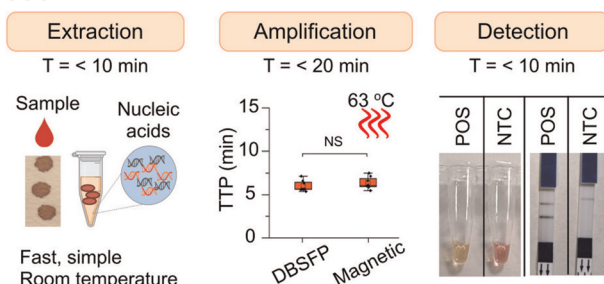 Extraction
T = < 10 min
Sample
Nucleic
acids
Fast, simple
Room temperature
Amplification
T = < 20 min
63 °C
NS
TTP (min)
15
10
5
0
DBSFP
Magnetic
Detection
T = < 10 min
POS
NTC
POS
NTC